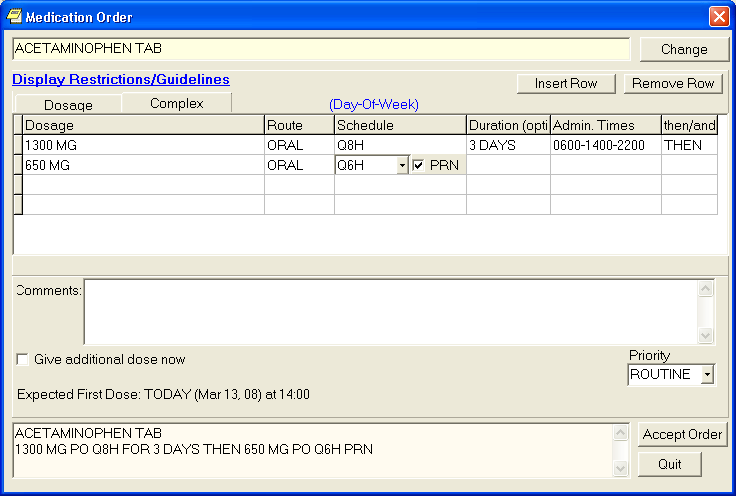 Medication Order
ACETAMINOPHEN TAB
Change
Display Restrictions/Guidelines
Insert Row
Remove Row
Dosage
Complex
(Day-Of-Week)
Dosage Route Schedule Duration (opti Admin. Times then/and
1300 MG ORAL Q8H 3 DAYS 0600-1400-2200 THEN
650 MG ORAL Q6H PRN
Comments:
Give additional dose now
Priority
ROUTINE
Expected First Dose: TODAY (Mar 13, 08) at 14:00
ACETAMINOPHEN TAB
1300 MG PO Q8H FOR 3 DAYS THEN 650 MG PO Q6H PRN
Accept Order
Quit